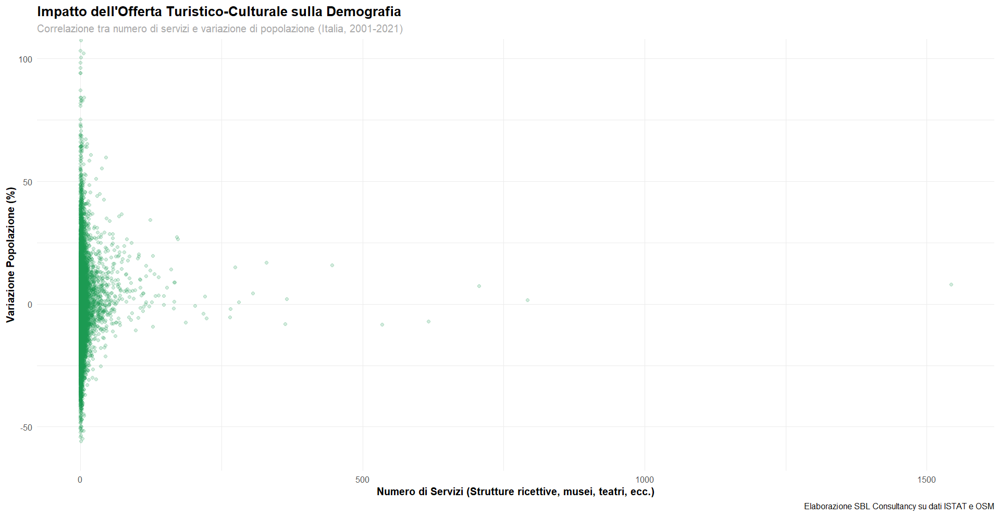 Impatto dell'Offerta Turistico-Culturale sulla Demografia
Correlazione tra numero di servizi e variazione di popolazione (Italia, 2001-2021)
Variazione Popolazione (%)
100
50
0
-50
0
500
1000
1500
Numero di Servizi (Strutture ricettive, musei, teatri, ecc.)
Elaborazione SBL Consultancy su dati ISTAT e OSM